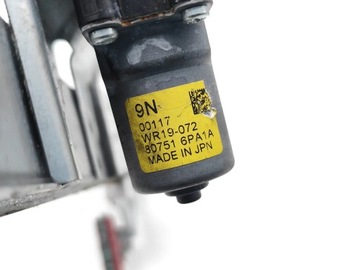 9N
00117
WR19-072
80751 6PA1A
MADE IN JPN